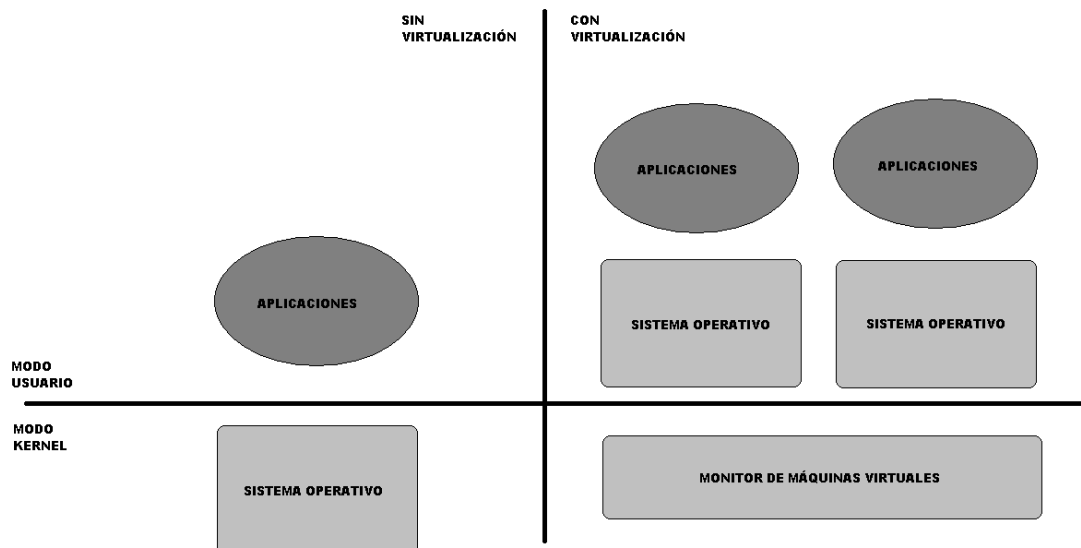 SIN
VIRTUALIZACIÓN
CON
VIRTUALIZACIÓN
APLICACIONES
APLICACIONES
APLICACIONES
SISTEMA OPERATIVO
SISTEMA OPERATIVO
MODO
USUARIO
MODO
KERNEL
SISTEMA OPERATIVO
MONITOR DE MÁQUINAS VIRTUALES